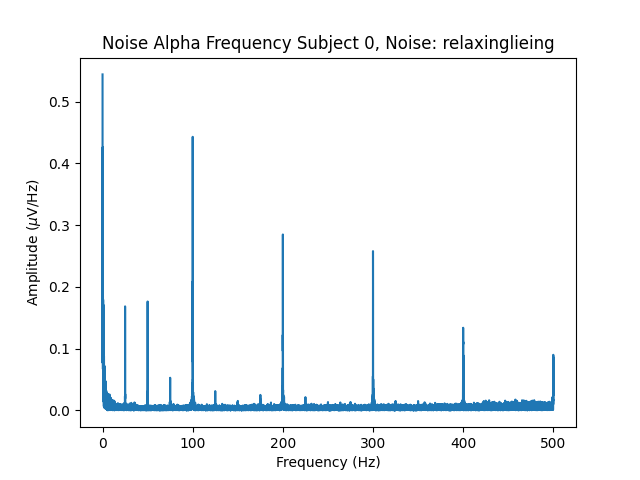 Noise Alpha Frequency Subject 0, Noise: relaxinglieing
Amplitude (μV/Hz)
0.5
0.4
0.3
0.2
0.1
0.0
0 100 200 300 400 500
Frequency (Hz)